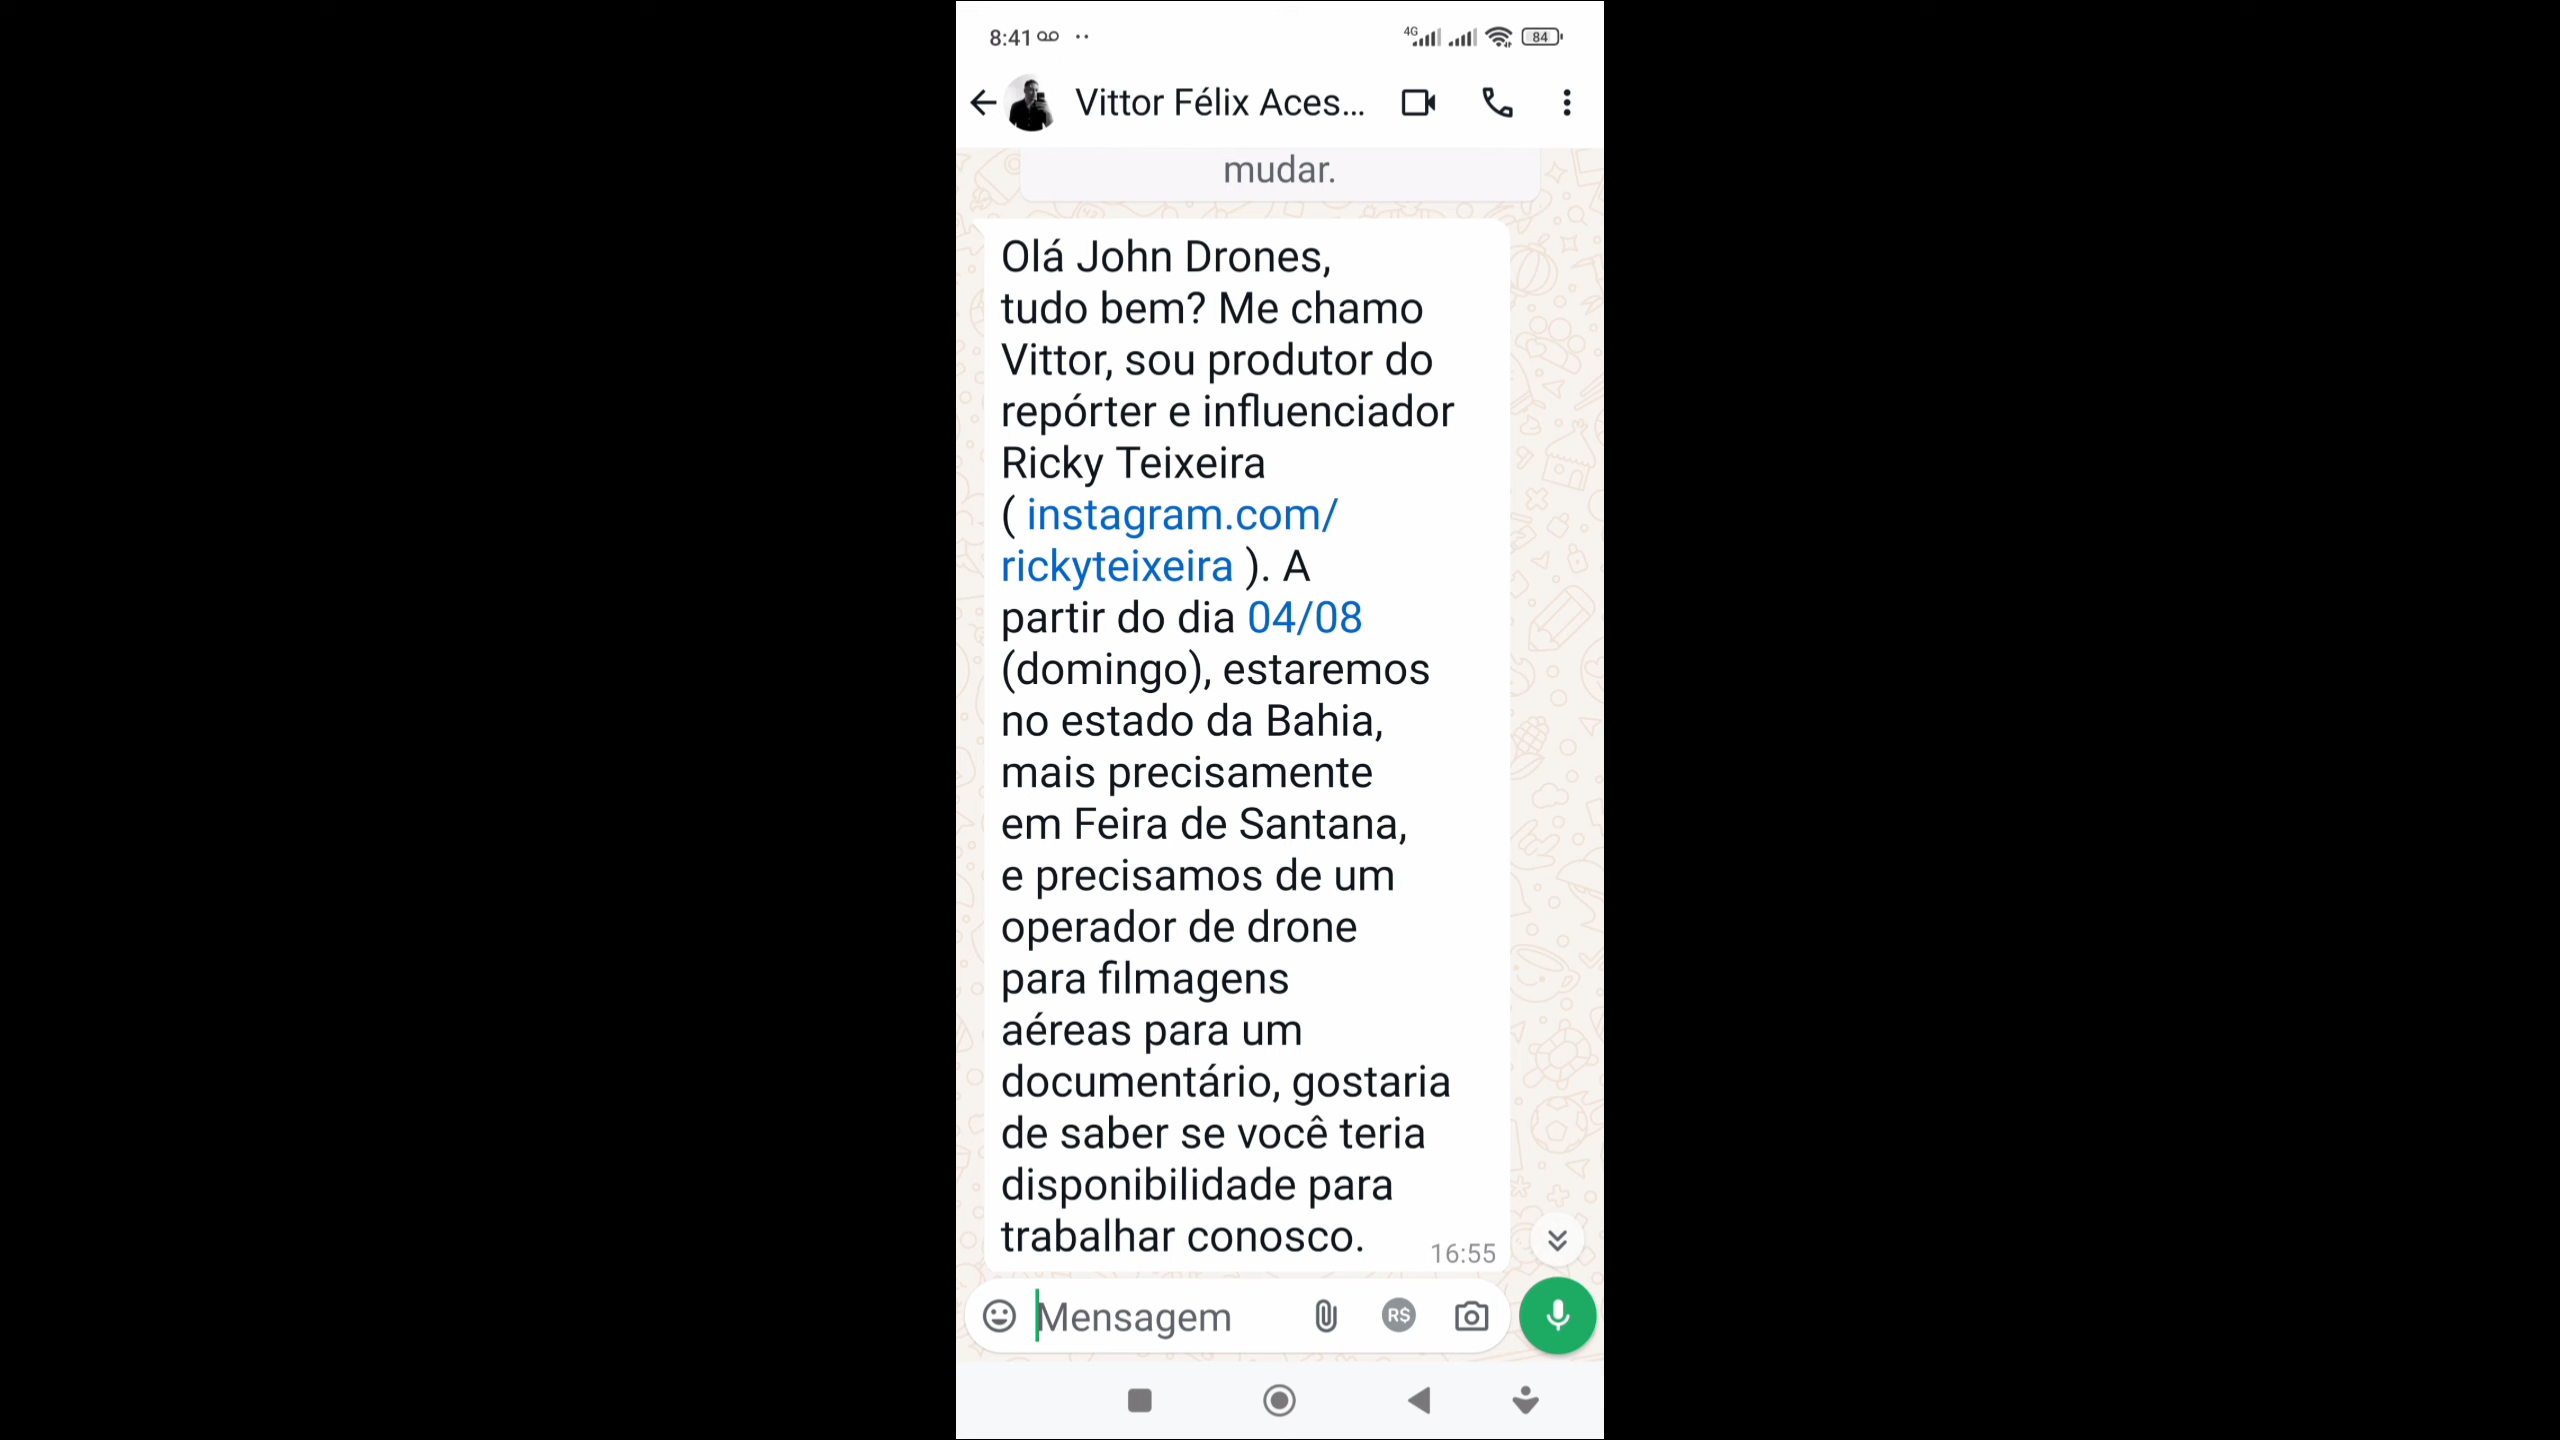 8:41
4G
84
Vittor Félix Aces...
mudar.
Olá John Drones,
tudo bem? Me chamo
Vittor, sou produtor do
repórter e influenciador
Ricky Teixeira
( instagram.com/
rickyteixeira ). A
partir do dia 04/08
(domingo), estaremos
no estado da Bahia,
mais precisamente
em Feira de Santana,
e precisamos de um
operador de drone
para filmagens
aéreas para um
documentário, gostaria
de saber se você teria
disponibilidade para
trabalhar conosco.
16:55
Mensagem
R$